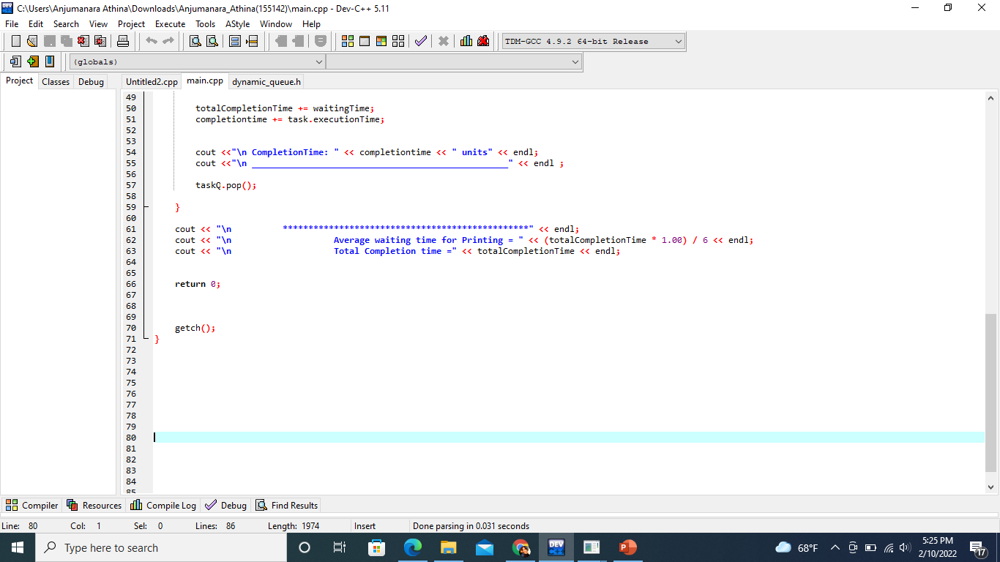 C:\Users\Anjumanara Athina\Downloads\Anjumanara_Athina(155142)\main.cpp - Dev-C++ 5.11
File Edit Search View Project Execute Tools AStyle Window Help
TDM-GCC 4.9.2 64-bit Release
(globals)
Project Classes Debug Untitled2.cpp main.cpp dynamic_queue.h
49
50 totalCompletionTime += waitingTime;
51 completiontime += task.executionTime;
52
53
54 cout <<"\n CompletionTime: " << completiontime << " units" << endl;
55 cout <<"\n __________________________________________________" << endl ;
56
57 taskQ.pop();
58
59 }
60
61 cout << "\n ************************************************" << endl;
62 cout << "\n Average waiting time for Printing = " << (totalCompletionTime * 1.00) / 6 << endl;
63 cout << "\n Total Completion time =" << totalCompletionTime << endl;
64
65
66 return 0;
67
68
69
70 getch();
71 }
72
73
74
75
76
77
78
79
80
81
82
83
84
85
Compiler Resources Compile Log Debug Find Results
Line: 80 Col: 1 Sel: 0 Lines: 86 Length: 1974 Insert Done parsing in 0.031 seconds
Type here to search DEV P 68°F 5:25 PM
2/10/2022 17